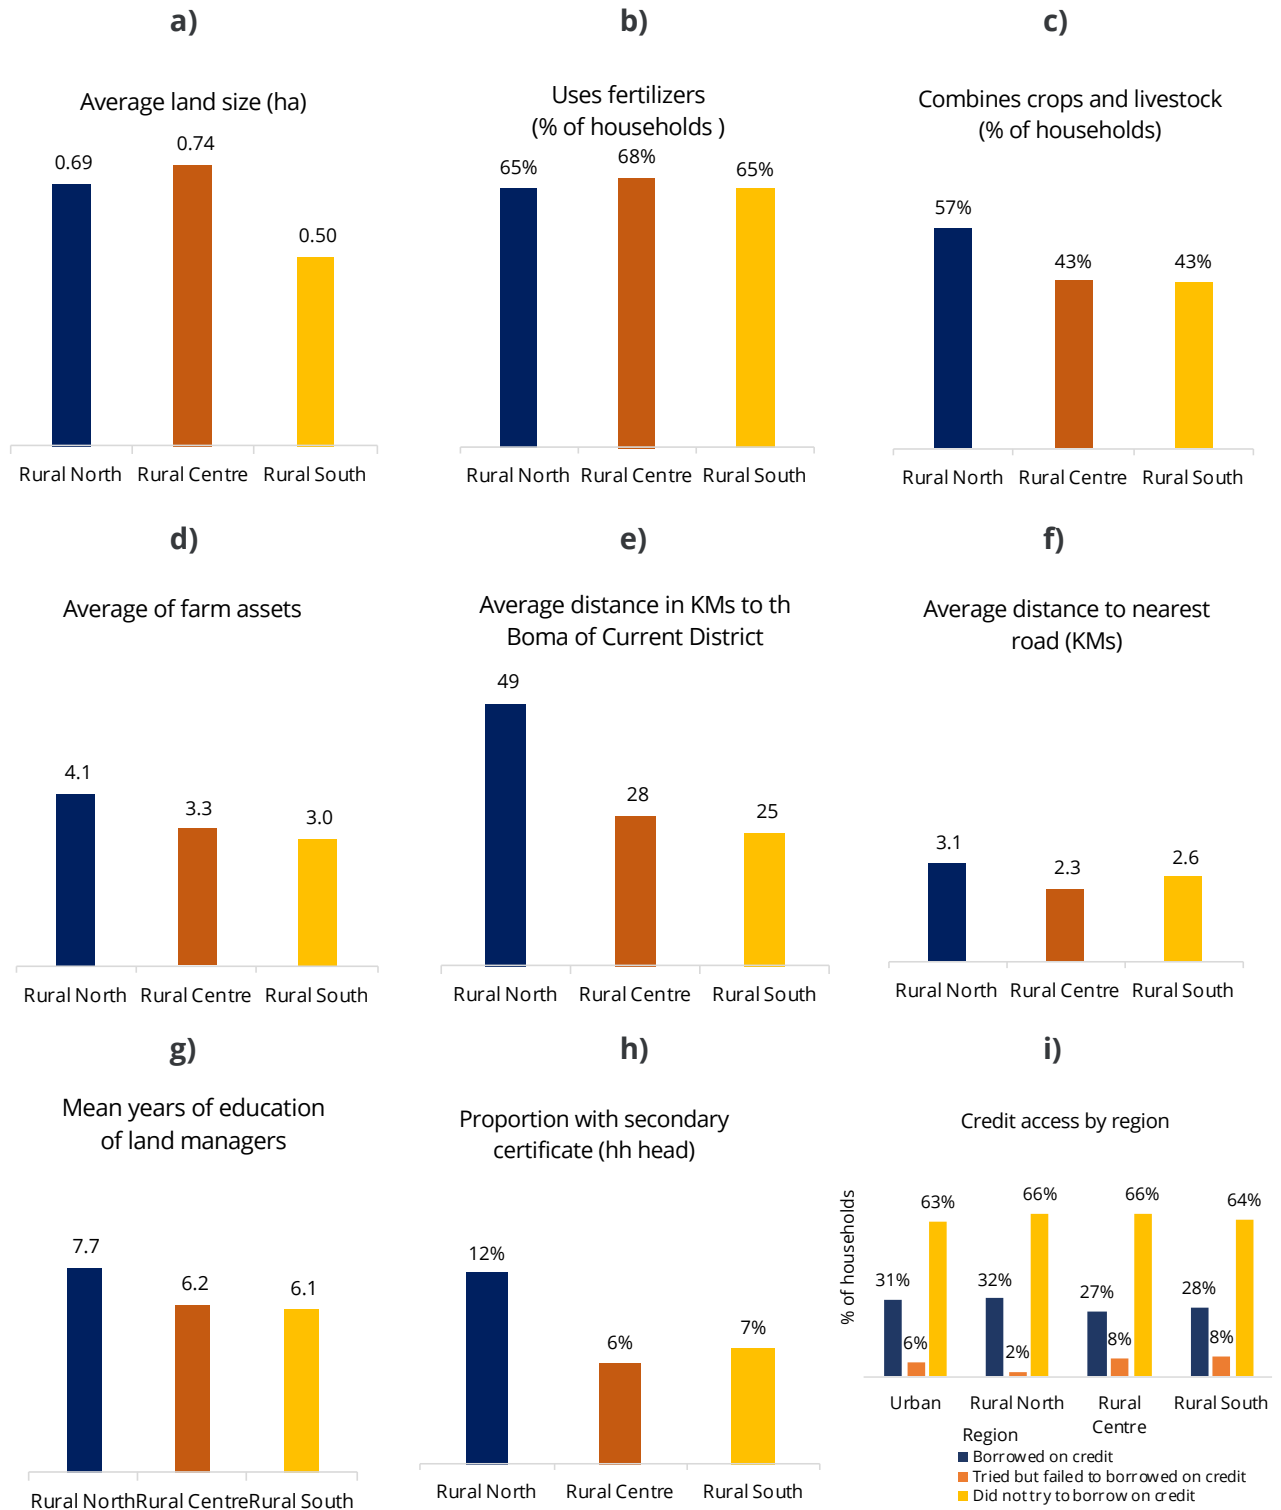 a)
b)
c)
Average land size (ha)
Uses fertilizers
(% of households )
Combines crops and livestock
(% of households)
0.69
0.74
0.50
65%
68%
65%
57%
43%
43%
Rural North Rural Centre Rural South
Rural North Rural Centre Rural South
Rural North Rural Centre Rural South
d)
e)
f)
Average of farm assets
Average distance in KMs to th
Boma of Current District
Average distance to nearest
road (KMs)
4.1
3.3
3.0
49
28
25
3.1
2.3
2.6
Rural North Rural Centre Rural South
Rural North Rural Centre Rural South
Rural North Rural Centre Rural South
g)
h)
i)
Mean years of education
of land managers
Proportion with secondary
certificate (hh head)
Credit access by region
7.7
6.2
6.1
12%
6%
7%
% of households
31%
6%
63%
32%
2%
66%
27%
8%
66%
28%
8%
64%
Rural North Rural Centre Rural South
Rural North Rural Centre Rural South
Urban
Rural North
Rural
Centre
Rural South
Region
Borrowed on credit
Tried but failed to borrowed on credit
Did not try to borrow on credit